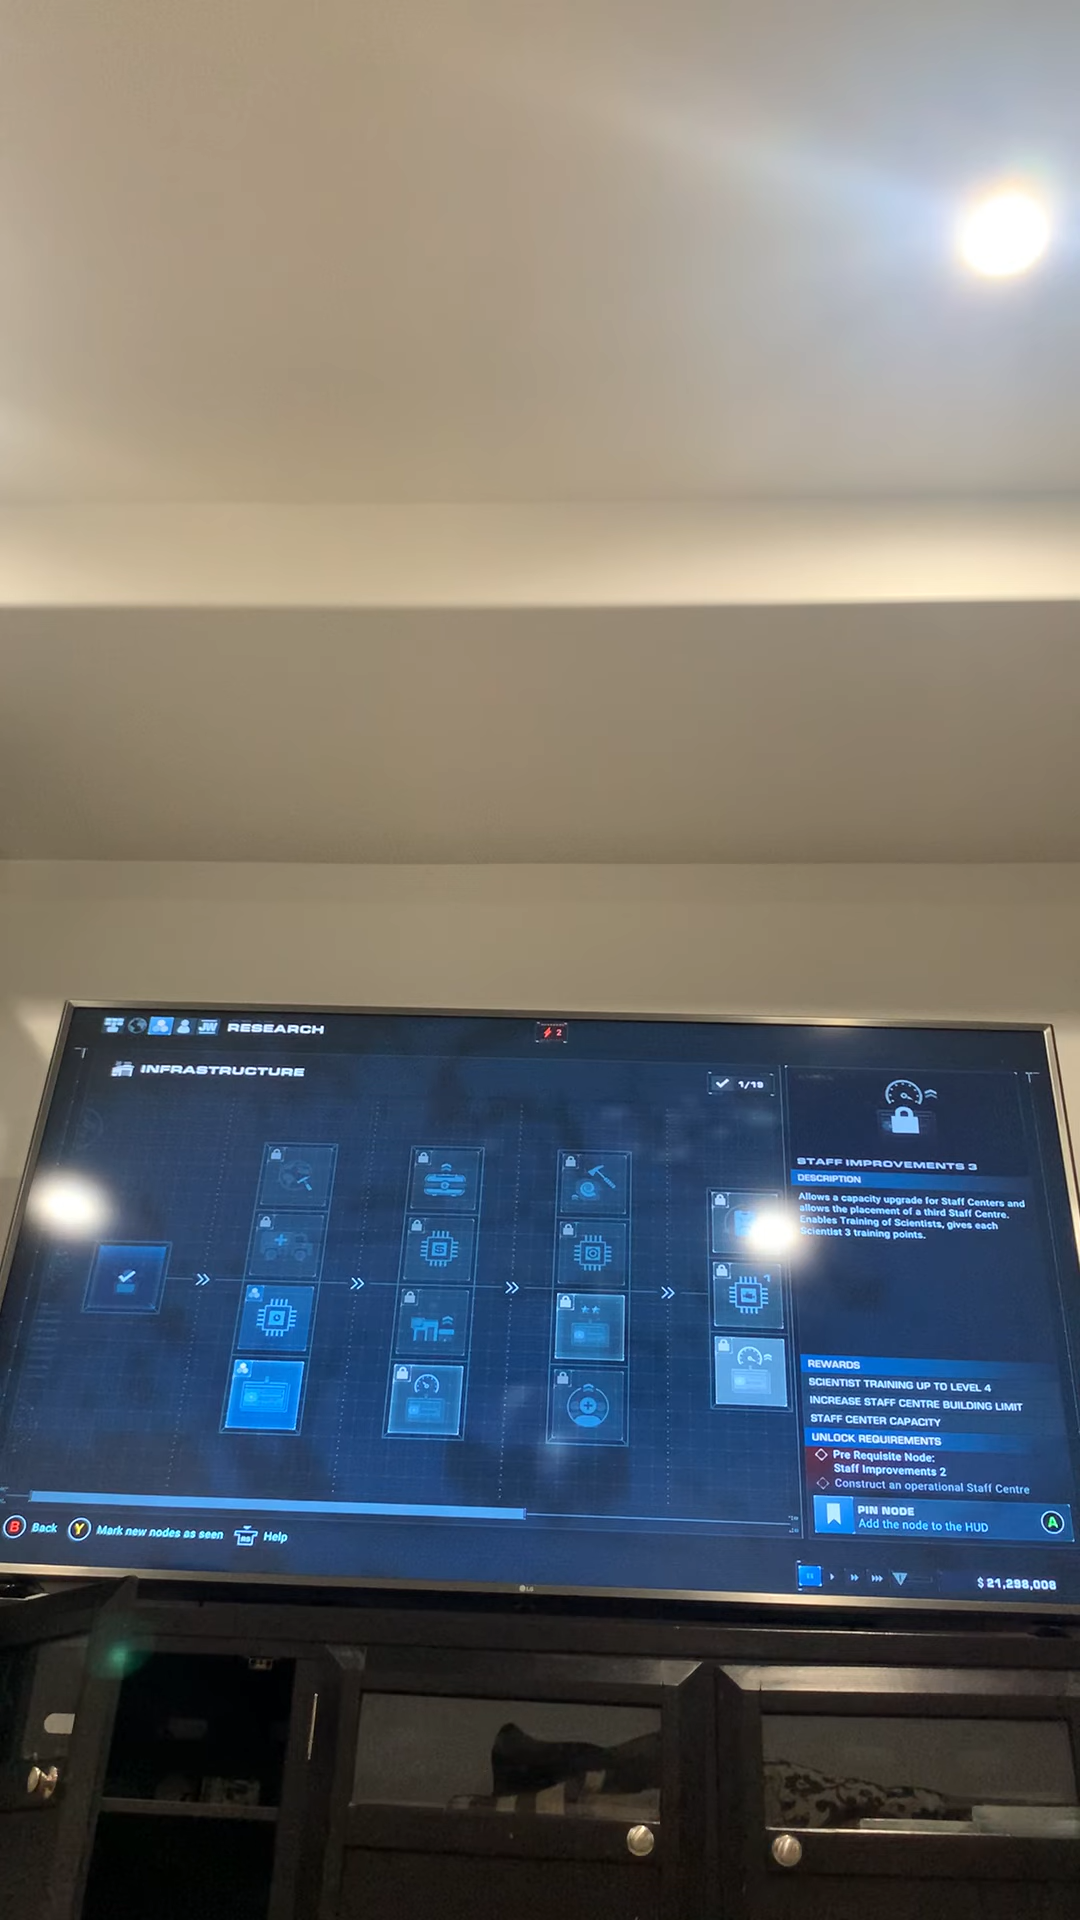 JW RESEARCH
2
INFRASTRUCTURE
1/19
STAFF IMPROVEMENTS 3
DESCRIPTION
Allows a capacity upgrade for Staff Centers and
allows the placement of a third Staff Centre.
Enables Training of Scientists, gives each
Scientist 3 training points.
REWARDS
SCIENTIST TRAINING UP TO LEVEL 4
INCREASE STAFF CENTRE BUILDING LIMIT
STAFF CENTER CAPACITY
UNLOCK REQUIREMENTS
Pre Requisite Node:
Staff Improvements 2
Construct an operational Staff Centre
PIN NODE
Add the node to the HUD
A
B Back
Y Mark new nodes as seen
RS Help
$ 21,298,008
LG